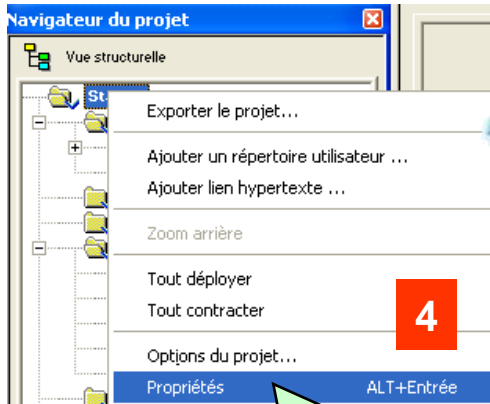 Navigateur du projet
Vue structurelle
Exporter le projet...
Ajouter un répertoire utilisateur ...
Ajouter lien hypertexte ...
Zoom arrière
Tout déployer
Tout contracter
4
Options du projet...
Propriétés ALT+Entrée